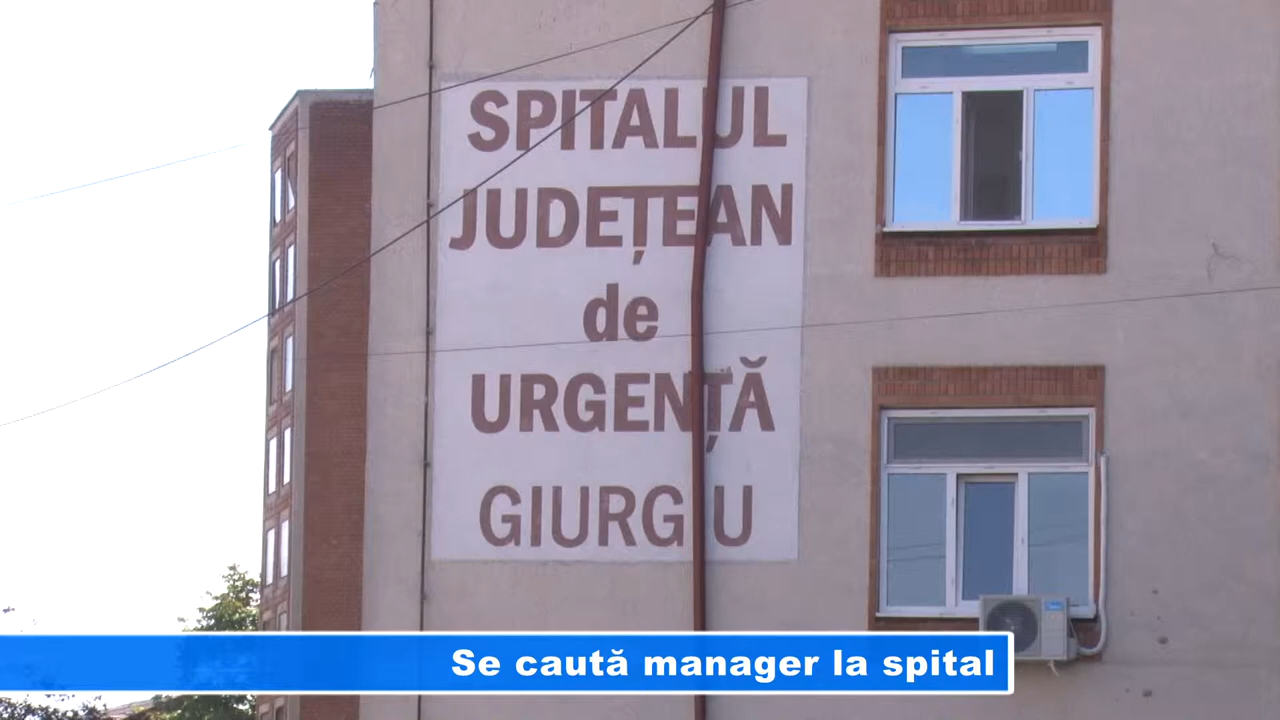 SPITALUL
JUDEȚEAN
de
URGENȚĂ
GIURGIU
Se caută manager la spital